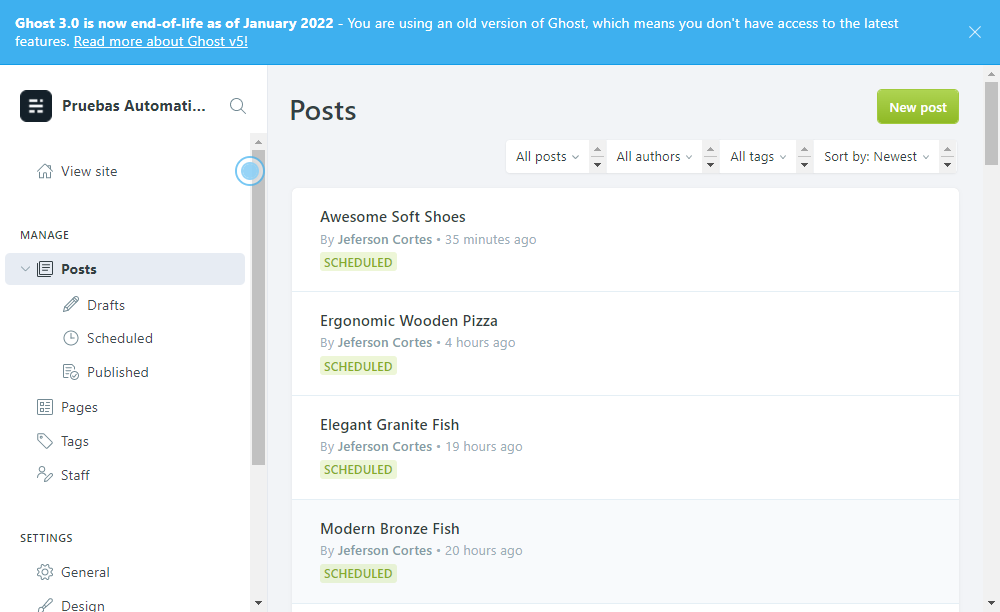 Ghost 3.0 is now end-of-life as of January 2022 - You are using an old version of Ghost, which means you don't have access to the latest
features. Read more about Ghost v5!
Pruebas Automati...
View site
MANAGE
Posts
Drafts
Scheduled
Published
Pages
Tags
Staff
SETTINGS
General
Design
Posts
New post
All posts
All authors
All tags
Sort by: Newest
Awesome Soft Shoes
By Jeferson Cortes • 35 minutes ago
SCHEDULED
Ergonomic Wooden Pizza
By Jeferson Cortes • 4 hours ago
SCHEDULED
Elegant Granite Fish
By Jeferson Cortes • 19 hours ago
SCHEDULED
Modern Bronze Fish
By Jeferson Cortes • 20 hours ago
SCHEDULED